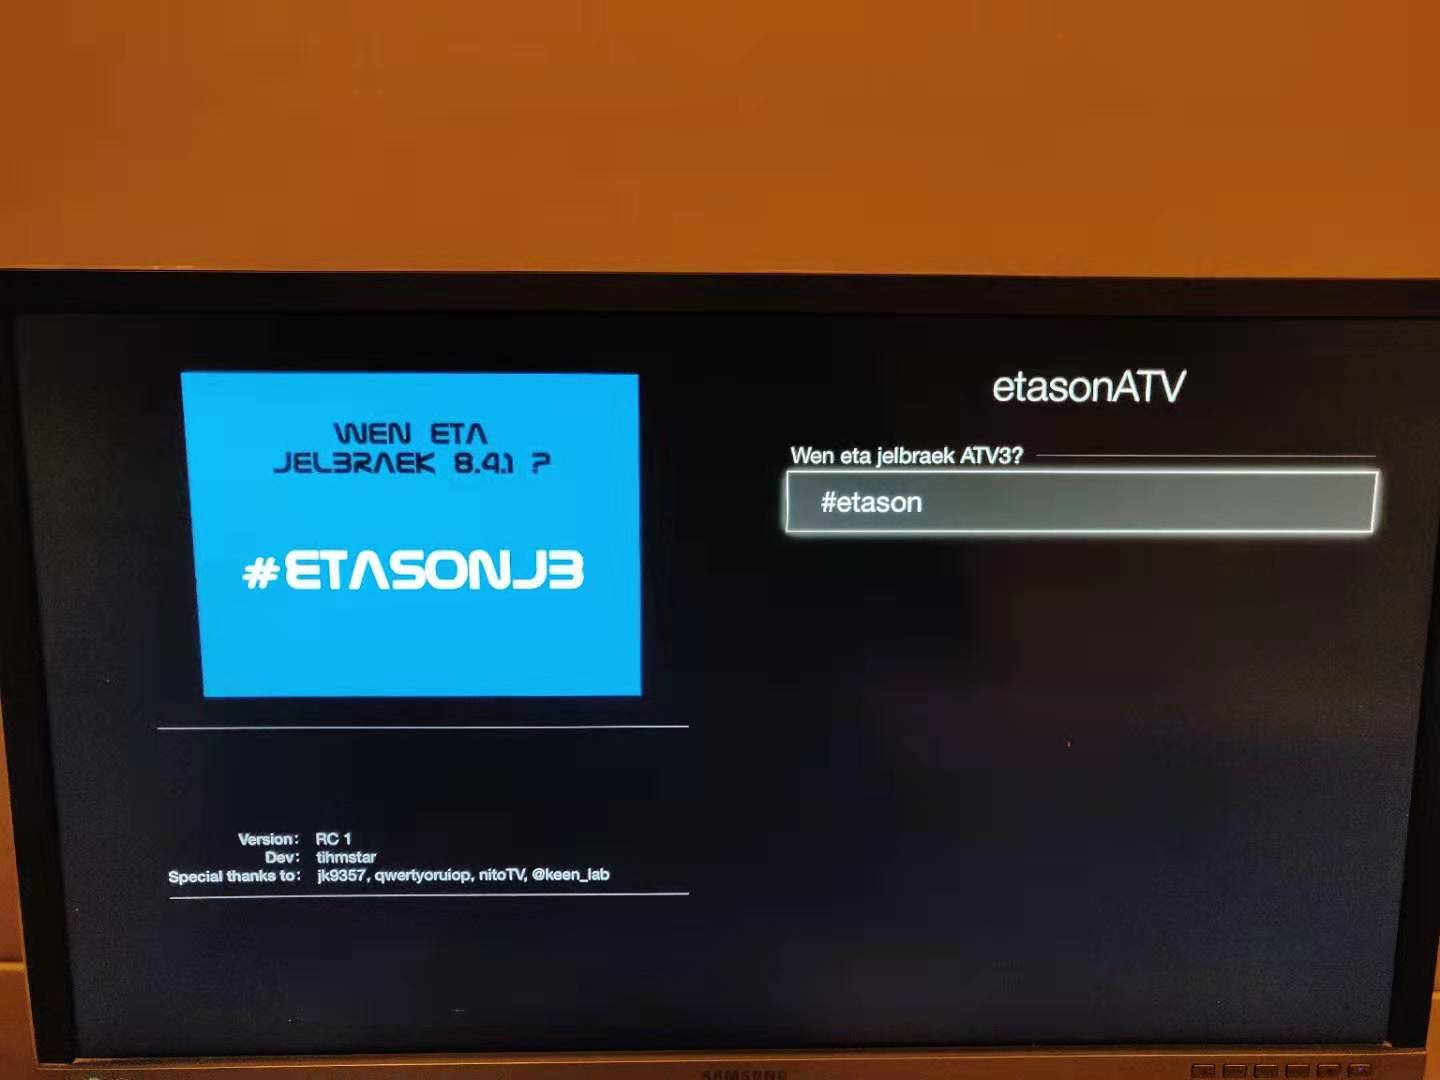 WEN ETA
JELBRAEK 8.4.1 ?
#ETASONJB
etasonATV
Wen eta jelbraek ATV3?
#etason
Version: RC 1
Dev: tihmstar
Special thanks to: jk9357, qwertyoruiop, nitoTV, @keen_lab
SAMSUNG